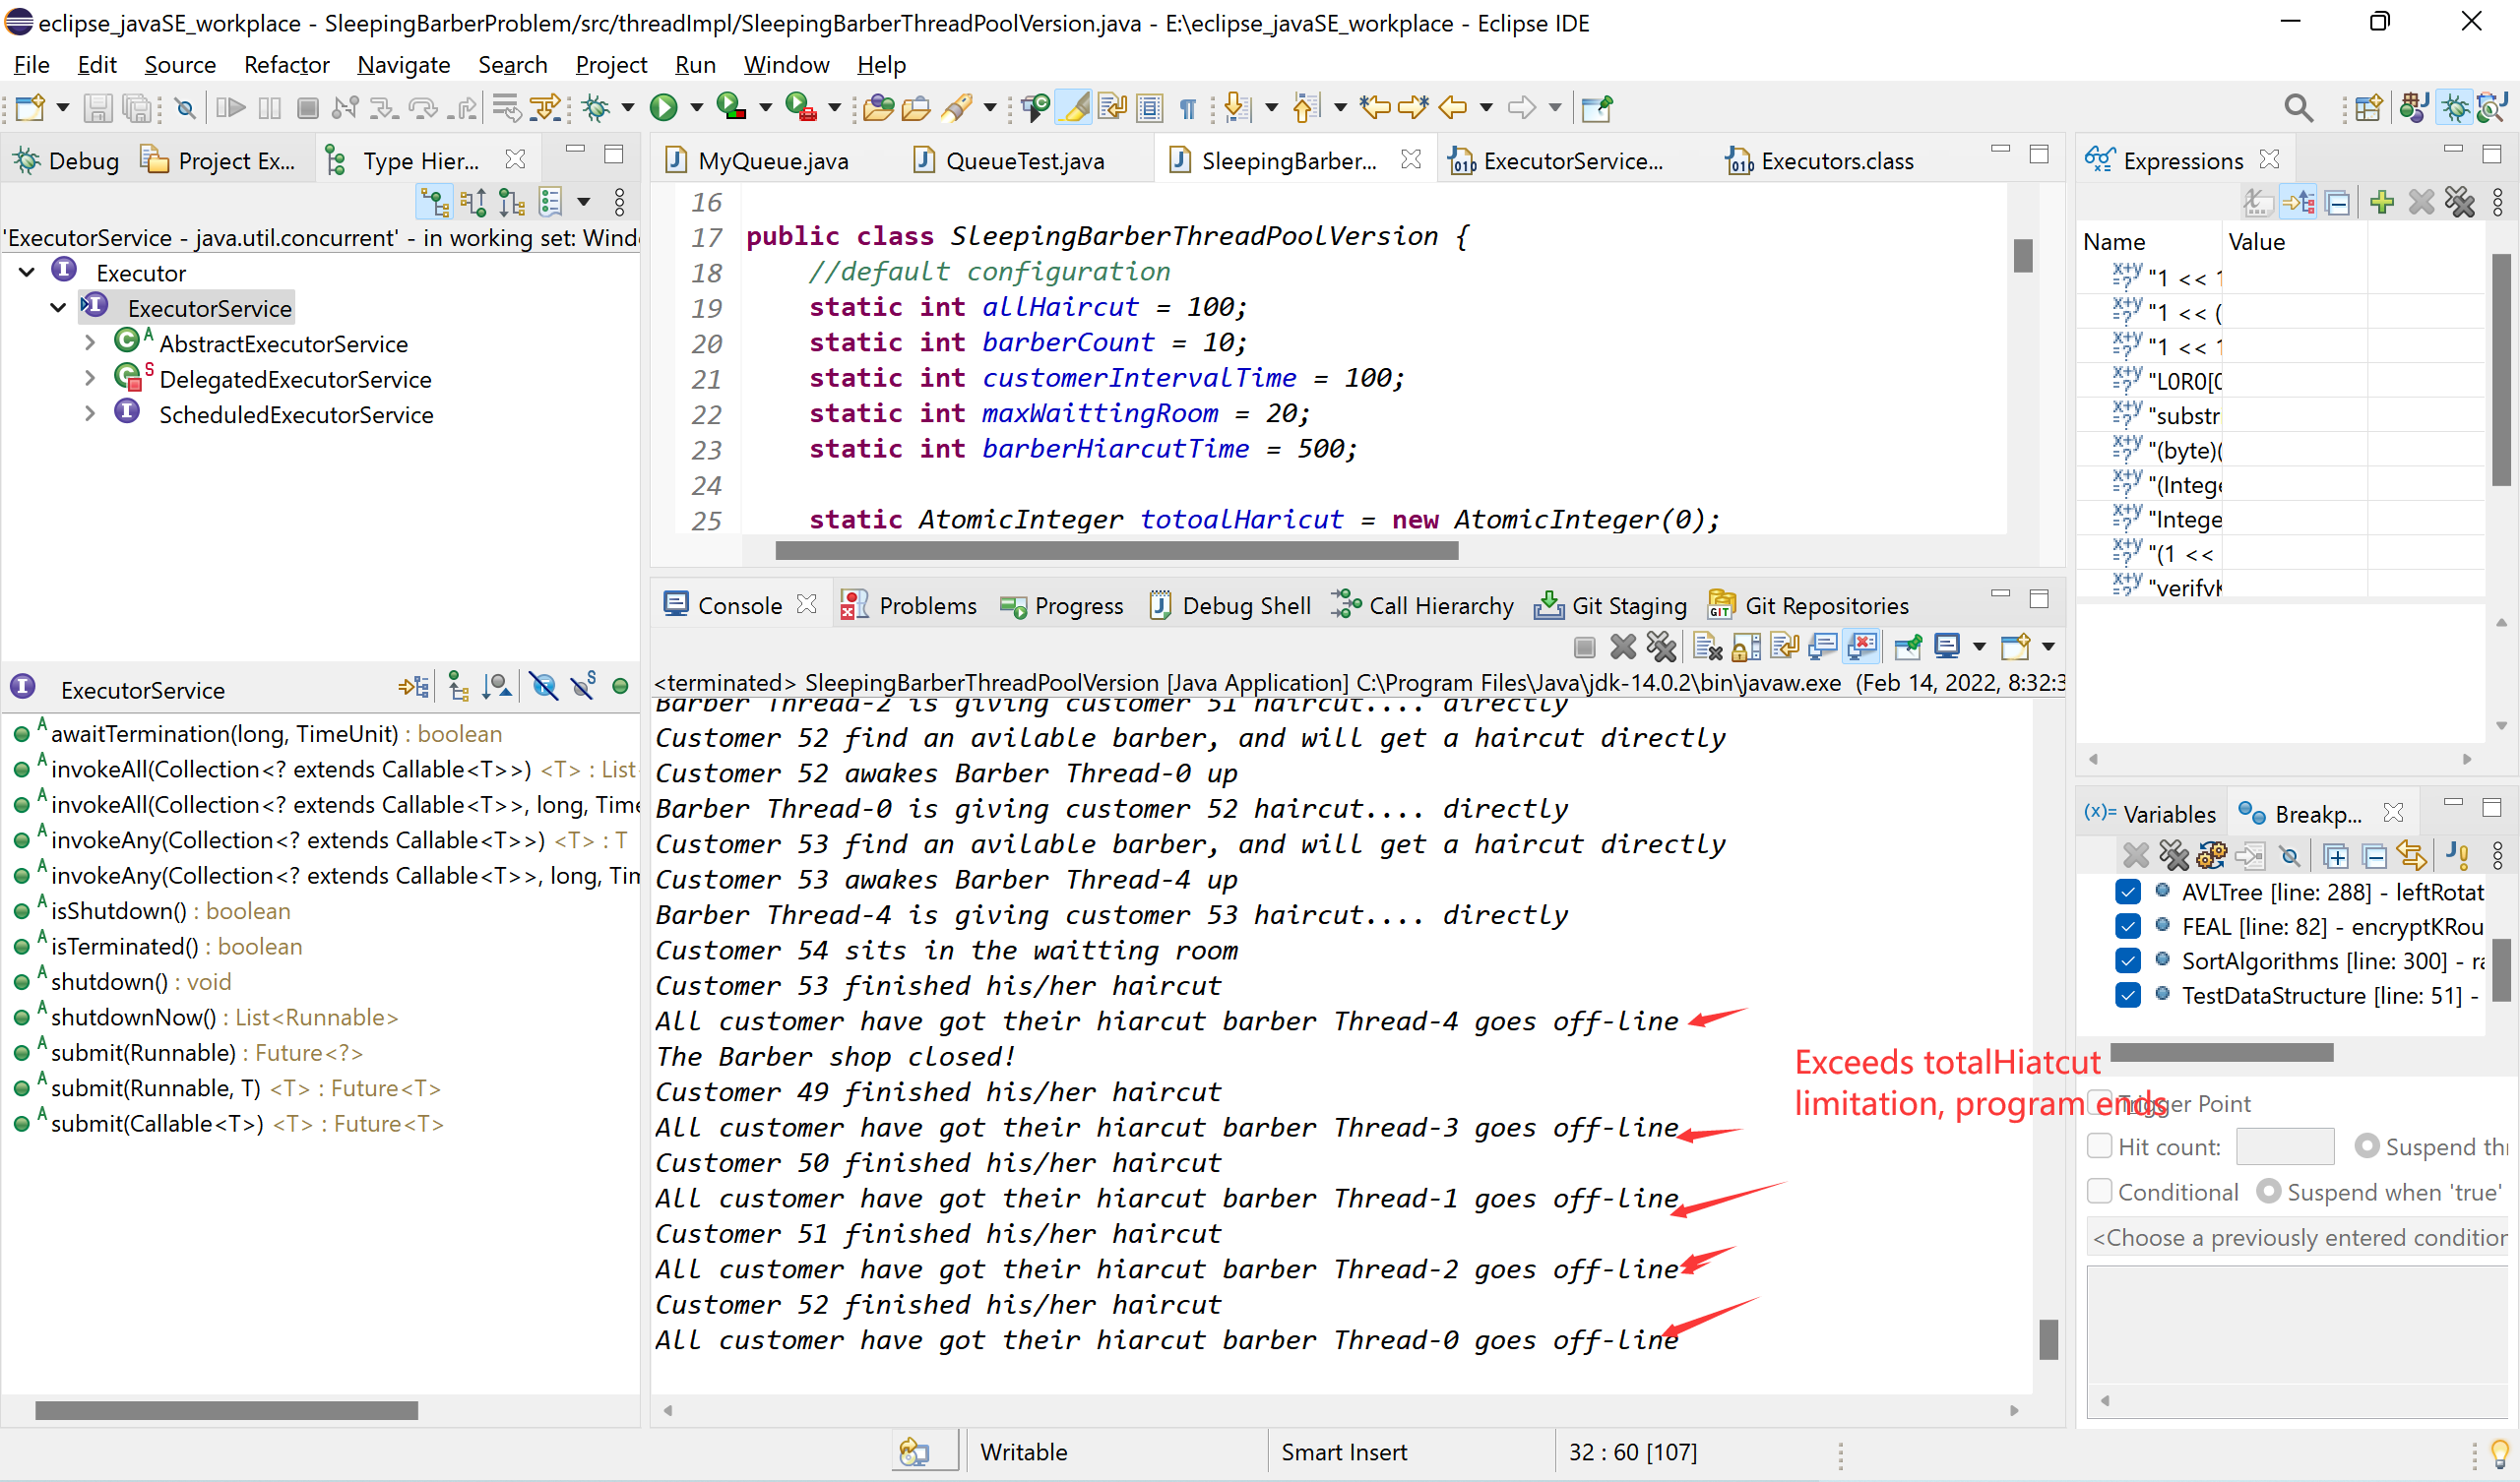 eclipse_javaSE_workplace - SleepingBarberProblem/src/threadImpl/SleepingBarberThreadPoolVersion.java - E:\eclipse_javaSE_workplace - Eclipse IDE
File Edit Source Refactor Navigate Search Project Run Window Help
Debug Project Ex... Type Hier...
'ExecutorService - java.util.concurrent' - in working set: Wind
Executor
ExecutorService
AbstractExecutorService
DelegatedExecutorService
ScheduledExecutorService
ExecutorService
awaitTermination(long, TimeUnit) : boolean
invokeAll(Collection<? extends Callable<T>>) <T> : List
invokeAll(Collection<? extends Callable<T>>, long, Time
invokeAny(Collection<? extends Callable<T>>) <T> : T
invokeAny(Collection<? extends Callable<T>>, long, Tim
isShutdown() : boolean
isTerminated() : boolean
shutdown() : void
shutdownNow() : List<Runnable>
submit(Runnable) : Future<?>
submit(Runnable, T) <T> : Future<T>
submit(Callable<T>) <T> : Future<T>
MyQueue.java QueueTest.java SleepingBarber... ExecutorService... Executors.class
16
17 public class SleepingBarberThreadPoolVersion {
18 //default configuration
19 static int allHaircut = 100;
20 static int barberCount = 10;
21 static int customerIntervalTime = 100;
22 static int maxWaittingRoom = 20;
23 static int barberHiarcutTime = 500;
24
25 static AtomicInteger totoalHaricut = new AtomicInteger(0);
Console Problems Progress Debug Shell Call Hierarchy Git Staging Git Repositories
<terminated> SleepingBarberThreadPoolVersion [Java Application] C:\Program Files\Java\jdk-14.0.2\bin\javaw.exe (Feb 14, 2022, 8:32:3
Barber Thread-2 is giving customer 51 haircut.... directly
Customer 52 find an avilable barber, and will get a haircut directly
Customer 52 awakes Barber Thread-0 up
Barber Thread-0 is giving customer 52 haircut.... directly
Customer 53 find an avilable barber, and will get a haircut directly
Customer 53 awakes Barber Thread-4 up
Barber Thread-4 is giving customer 53 haircut.... directly
Customer 54 sits in the waitting room
Customer 53 finished his/her haircut
All customer have got their hiarcut barber Thread-4 goes off-line
The Barber shop closed!
Customer 49 finished his/her haircut
All customer have got their hiarcut barber Thread-3 goes off-line
Customer 50 finished his/her haircut
All customer have got their hiarcut barber Thread-1 goes off-line
Customer 51 finished his/her haircut
All customer have got their hiarcut barber Thread-2 goes off-line
Customer 52 finished his/her haircut
All customer have got their hiarcut barber Thread-0 goes off-line
Exceeds totalHiatcut
limitation, program ends
Expressions
Name Value
"1 << 1
"1 << (
"1 << 1
"L0R0[0
"substr
"(byte)(
"(Intege
"Intege
"(1 <<
"verifyK
Variables Breakp...
AVLTree [line: 288] - leftRotat
FEAL [line: 82] - encryptKRou
SortAlgorithms [line: 300] - ra
TestDataStructure [line: 51] -
Trigger Point
Hit count: Suspend thr
Conditional Suspend when 'true'
<Choose a previously entered condition
Writable Smart Insert 32 : 60 [107]